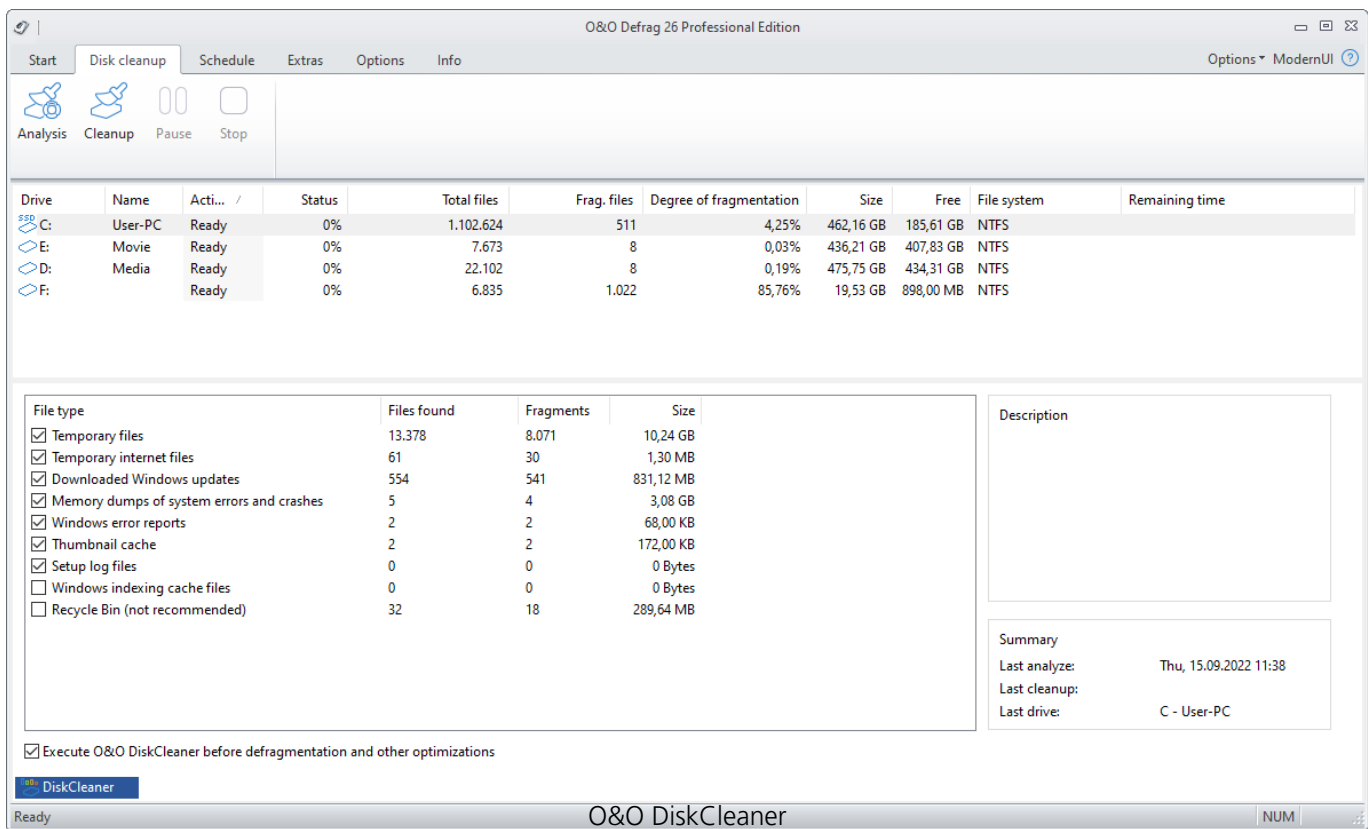 O&O Defrag 26 Professional Edition
Start Disk cleanup Schedule Extras Options Info Options ModernUI ?
Analysis Cleanup Pause Stop
Drive Name Acti... / Status Total files Frag. files Degree of fragmentation Size Free File system Remaining time
SSD C: User-PC Ready 0% 1.102.624 511 4,25% 462,16 GB 185,61 GB NTFS
E: Movie Ready 0% 7.673 8 0,03% 436,21 GB 407,83 GB NTFS
D: Media Ready 0% 22.102 8 0,19% 475,75 GB 434,31 GB NTFS
F: Ready 0% 6.835 1.022 85,76% 19,53 GB 898,00 MB NTFS
File type Files found Fragments Size
Temporary files 13.378 8.071 10,24 GB
Temporary internet files 61 30 1,30 MB
Downloaded Windows updates 554 541 831,12 MB
Memory dumps of system errors and crashes 5 4 3,08 GB
Windows error reports 2 2 68,00 KB
Thumbnail cache 2 2 172,00 KB
Setup log files 0 0 0 Bytes
Windows indexing cache files 0 0 0 Bytes
Recycle Bin (not recommended) 32 18 289,64 MB
Description
Summary
Last analyze: Thu, 15.09.2022 11:38
Last cleanup:
Last drive: C - User-PC
Execute O&O DiskCleaner before defragmentation and other optimizations
DiskCleaner
Ready O&O DiskCleaner NUM